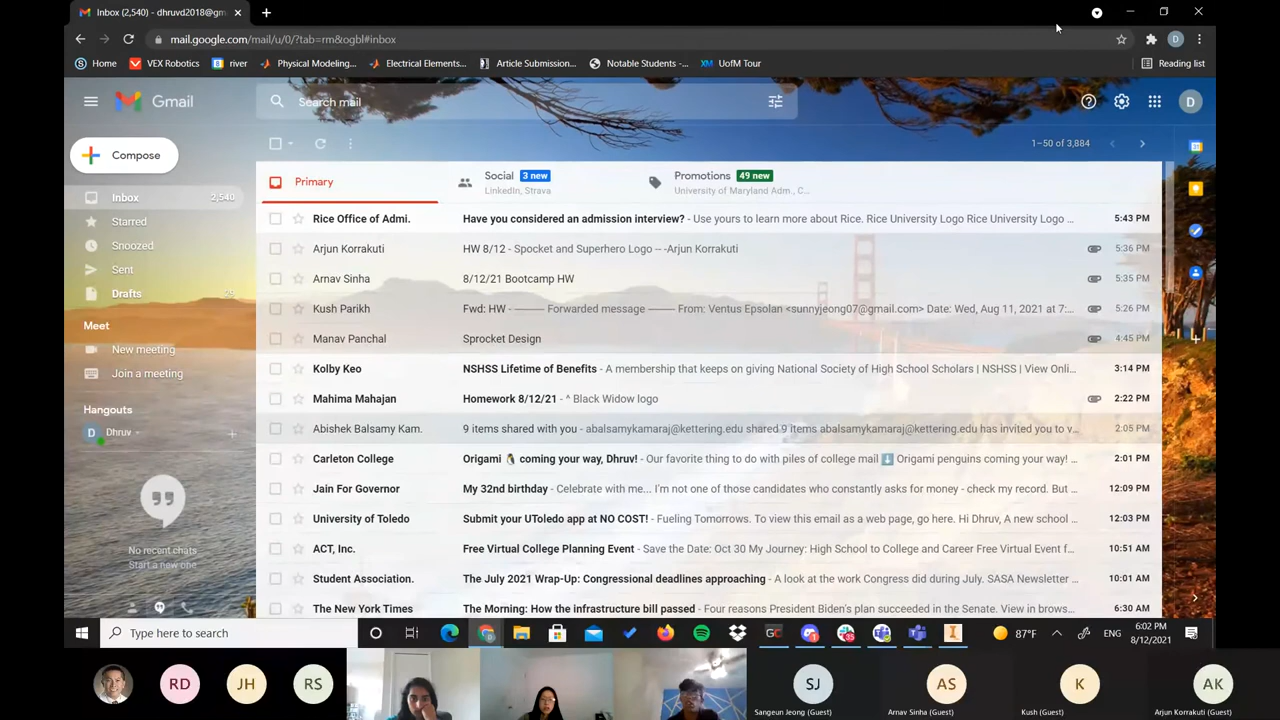 Inbox (2,540) - dhruvd2018@gm
mail.google.com/mail/u/0/?tab=rm&ogbl#inbox
Home VEX Robotics river Physical Modeling... Electrical Elements... Article Submission... Notable Students -... UofM Tour Reading list
Gmail Search mail D
Compose 1–50 of 3,884
Primary Social 3 new Promotions 49 new
LinkedIn, Strava University of Maryland Adm., C...
Inbox 2,540
Starred
Snoozed
Sent
Drafts
Meet
New meeting
Join a meeting
Hangouts
D Dhruv
No recent chats
Start a new one
Rice Office of Admi. Have you considered an admission interview? - Use yours to learn more about Rice. Rice University Logo Rice University Logo ... 5:43 PM
Arjun Korrakuti HW 8/12 - Spocket and Superhero Logo -- -Arjun Korrakuti 5:36 PM
Arnav Sinha 8/12/21 Bootcamp HW 5:35 PM
Kush Parikh Fwd: HW - ——— Forwarded message ——— From: Ventus Epsolan <sunnyjeong07@gmail.com> Date: Wed, Aug 11, 2021 at 7:... 5:26 PM
Manav Panchal Sprocket Design 4:45 PM
Kolby Keo NSHSS Lifetime of Benefits - A membership that keeps on giving National Society of High School Scholars | NSHSS | View Onli... 3:14 PM
Mahima Mahajan Homework 8/12/21 - ^ Black Widow logo 2:22 PM
Abishek Balsamy Kam. 9 items shared with you - abalsamykamaraj@kettering.edu shared 9 items abalsamykamaraj@kettering.edu has invited you to v... 2:05 PM
Carleton College Origami 🐧 coming your way, Dhruv! - Our favorite thing to do with piles of college mail ⬇️ Origami penguins coming your way! ... 2:01 PM
Jain For Governor My 32nd birthday - Celebrate with me... I'm not one of those candidates who constantly asks for money - check my record. But ... 12:09 PM
University of Toledo Submit your UToledo app at NO COST! - Fueling Tomorrows. To view this email as a web page, go here. Hi Dhruv, A new school ... 12:03 PM
ACT, Inc. Free Virtual College Planning Event - Save the Date: Oct 30 My Journey: High School to College and Career Free Virtual Event f... 10:51 AM
Student Association. The July 2021 Wrap-Up: Congressional deadlines approaching - A look at the work Congress did during July. SASA Newsletter ... 10:01 AM
The New York Times The Morning: How the infrastructure bill passed - Four reasons President Biden's plan succeeded in the Senate. View in brows... 6:30 AM
Type here to search GC 87°F ENG 6:02 PM
8/12/2021
RD JH RS SJ AS K AK
Sangeun Jeong (Guest) Arnav Sinha (Guest) Kush (Guest) Arjun Korrakuti (Guest)